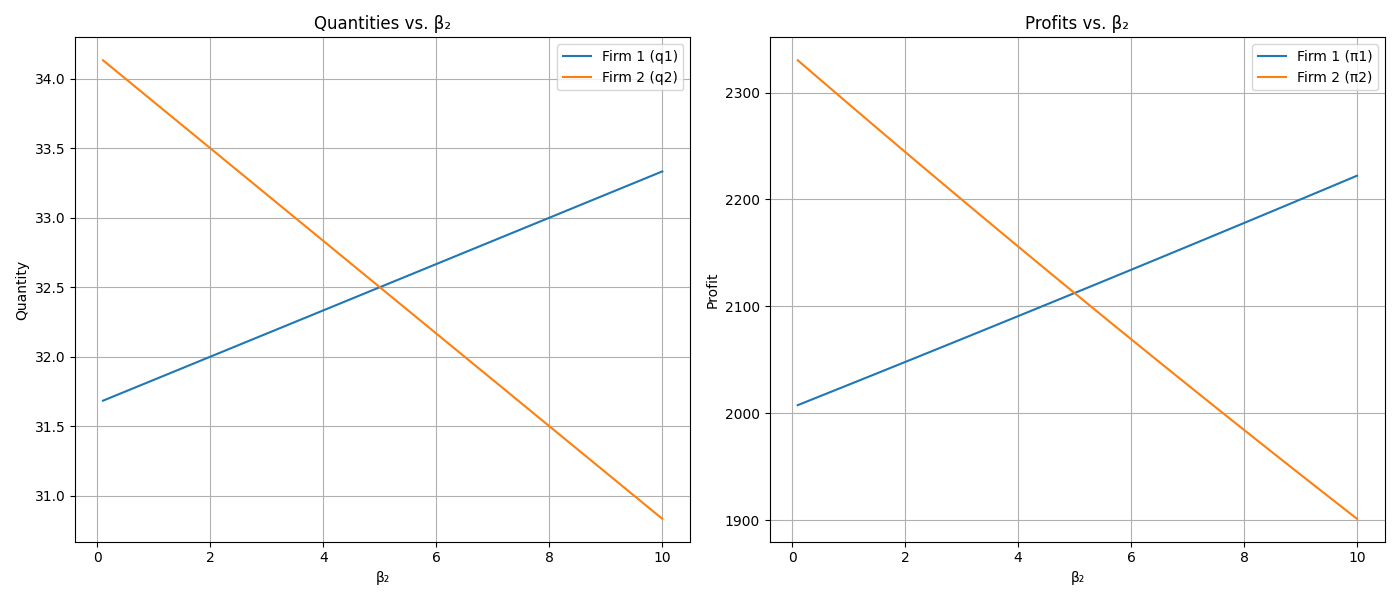 Quantities vs. β₂
Quantity
34.0
33.5
33.0
32.5
32.0
31.5
31.0
0 2 4 6 8 10
β₂
Firm 1 (q1)
Firm 2 (q2)
Profits vs. β₂
Profit
2300
2200
2100
2000
1900
0 2 4 6 8 10
β₂
Firm 1 (π1)
Firm 2 (π2)